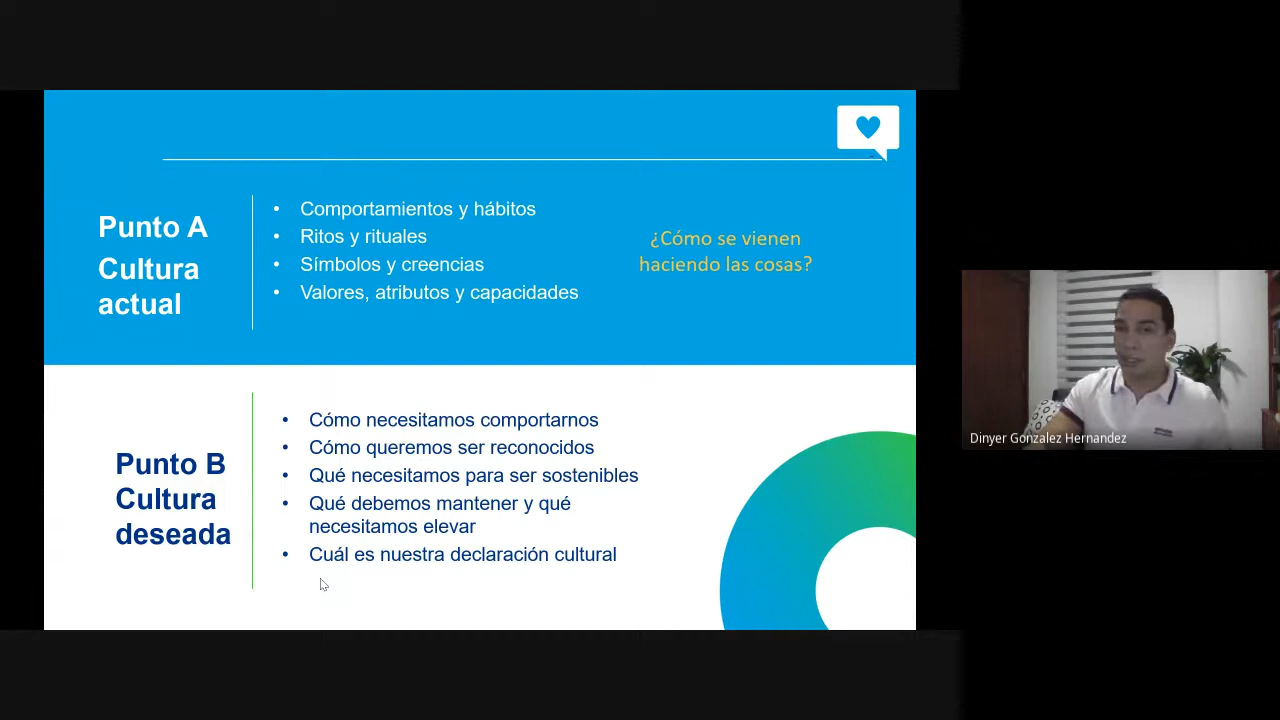 Punto A
Cultura
actual
• Comportamientos y hábitos
• Ritos y rituales
• Símbolos y creencias
• Valores, atributos y capacidades
¿Cómo se vienen
haciendo las cosas?
Punto B
Cultura
deseada
• Cómo necesitamos comportarnos
• Cómo queremos ser reconocidos
• Qué necesitamos para ser sostenibles
• Qué debemos mantener y qué
necesitamos elevar
• Cuál es nuestra declaración cultural
Dinyer Gonzalez Hernandez